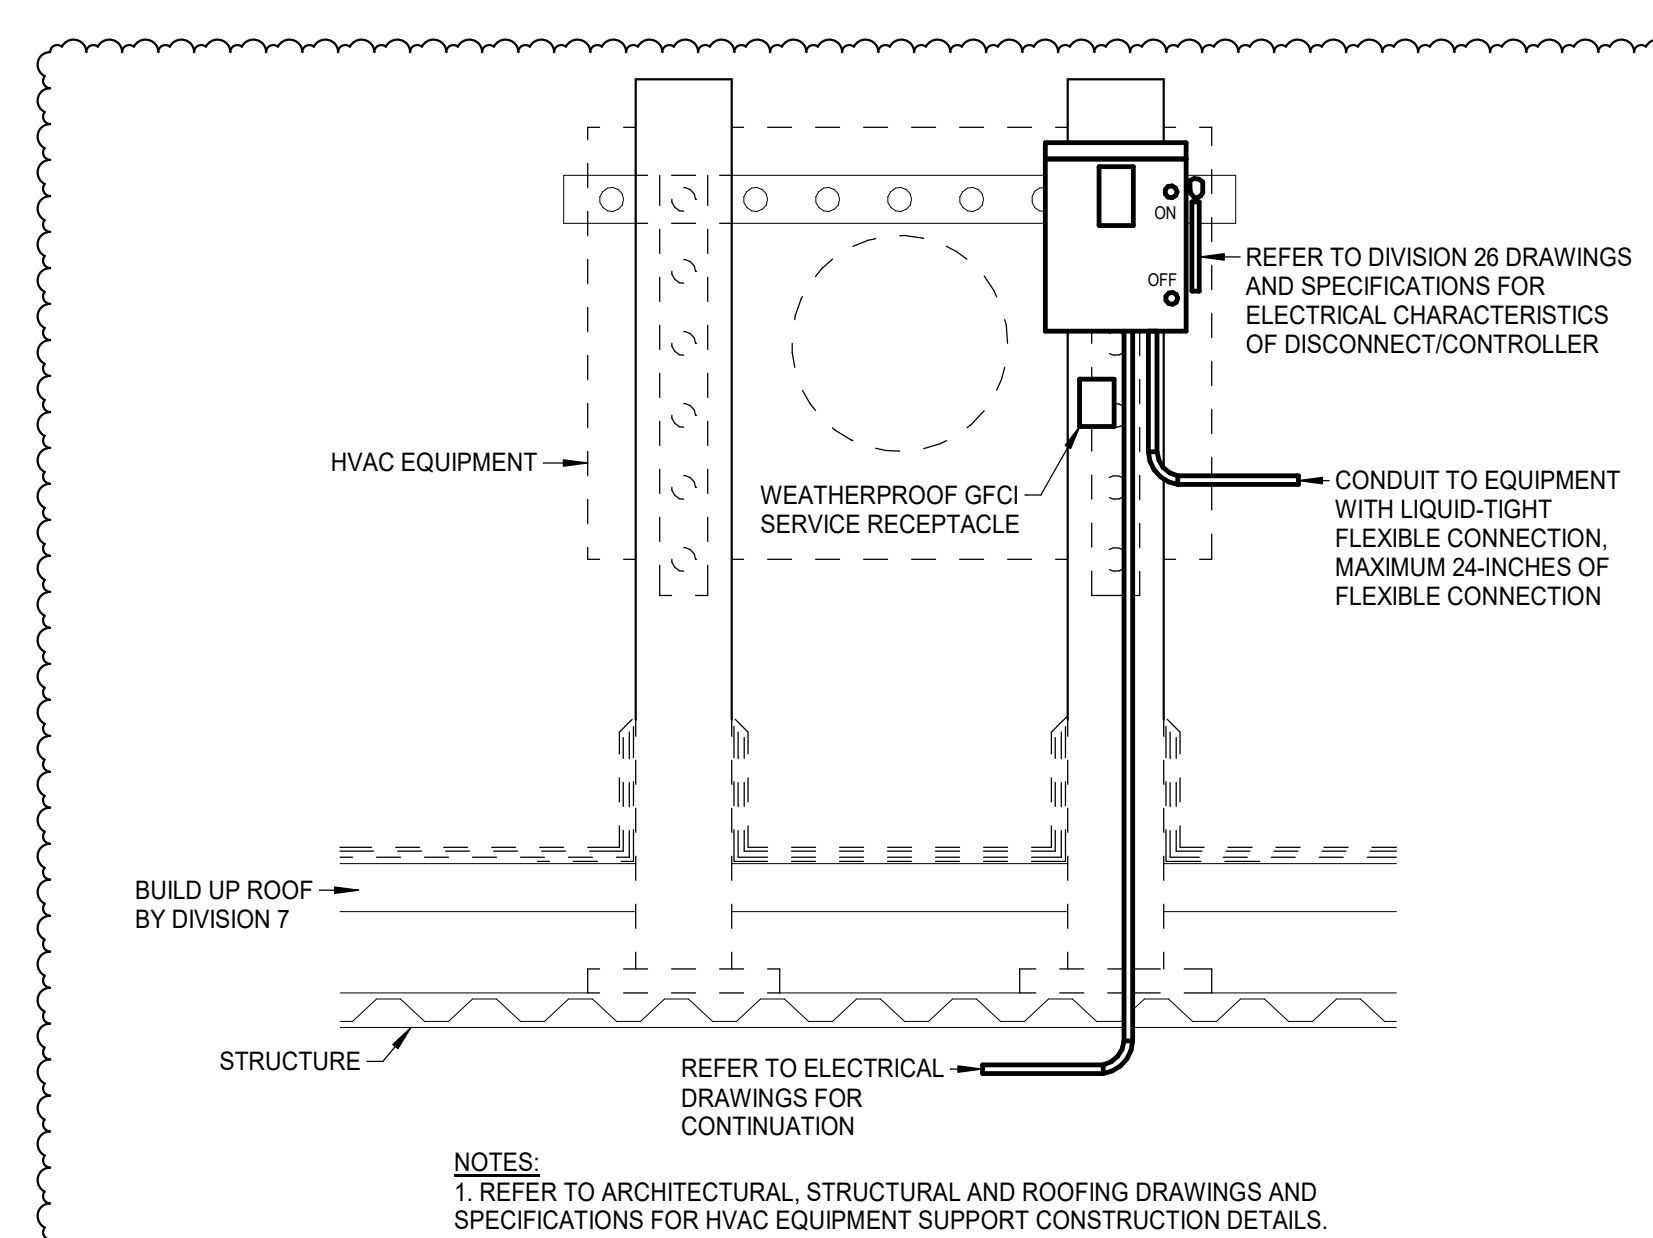 ON
OFF
REFER TO DIVISION 26 DRAWINGS
AND SPECIFICATIONS FOR
ELECTRICAL CHARACTERISTICS
OF DISCONNECT/CONTROLLER
HVAC EQUIPMENT
WEATHERPROOF GFCI
SERVICE RECEPTACLE
CONDUIT TO EQUIPMENT
WITH LIQUID-TIGHT
FLEXIBLE CONNECTION,
MAXIMUM 24-INCHES OF
FLEXIBLE CONNECTION
BUILD UP ROOF
BY DIVISION 7
STRUCTURE
REFER TO ELECTRICAL
DRAWINGS FOR
CONTINUATION
NOTES:
1. REFER TO ARCHITECTURAL, STRUCTURAL AND ROOFING DRAWINGS AND
SPECIFICATIONS FOR HVAC EQUIPMENT SUPPORT CONSTRUCTION DETAILS.